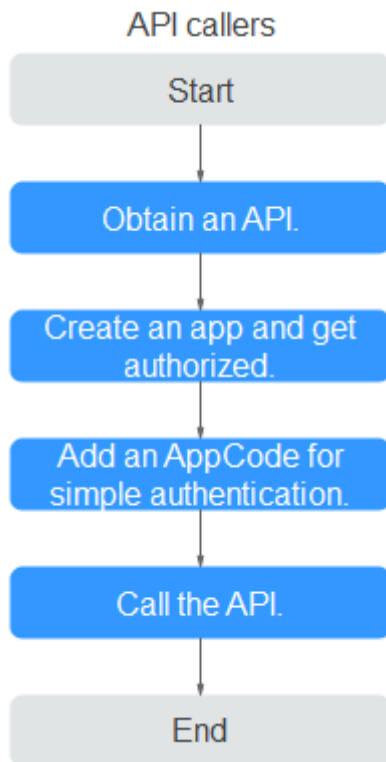 API callers
Start
Obtain an API.
Create an app and get
authorized.
Add an AppCode for
simple authentication.
Call the API.
End